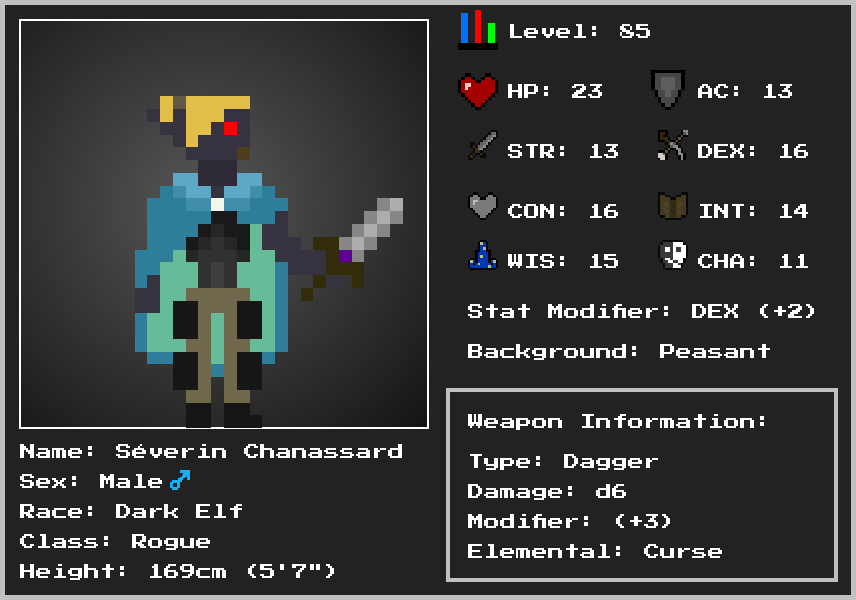 Level: 85
HP: 23
AC: 13
STR: 13
DEX: 16
CON: 16
INT: 14
WIS: 15
CHA: 11
Stat Modifier: DEX (+2)
Background: Peasant
Weapon Information:
Type: Dagger
Damage: d6
Modifier: (+3)
Elemental: Curse
Name: Séverin Chanassard
Sex: Male♂
Race: Dark Elf
Class: Rogue
Height: 169cm (5'7")